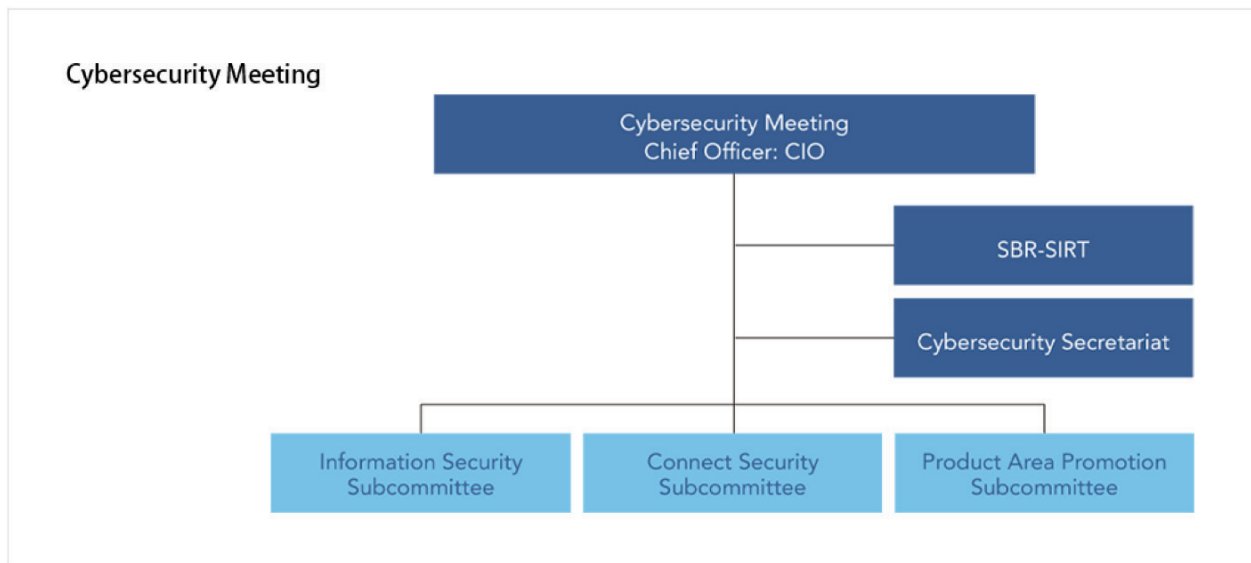 Cybersecurity Meeting
Cybersecurity Meeting
Chief Officer: CIO
SBR-SIRT
Cybersecurity Secretariat
Information Security
Subcommittee
Connect Security
Subcommittee
Product Area Promotion
Subcommittee